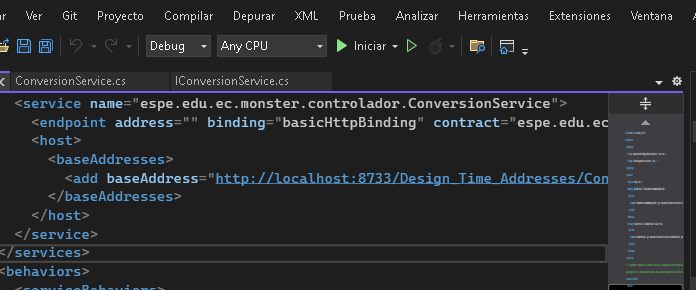 ver Git Proyecto Compilar Depurar XML Prueba Analizar Herramientas Extensiones Ventana
Debug Any CPU Iniciar
ConversionService.cs IConversionService.cs
<service name="espe.edu.ec.monster.controlador.ConversionService">
<endpoint address="" binding="basicHttpBinding" contract="espe.edu.ec
<host>
<baseAddresses>
<add baseAddress="http://localhost:8733/Design_Time_Addresses/Con
</baseAddresses>
</host>
</service>
</services>
<behaviors>
<serviceBehaviors>